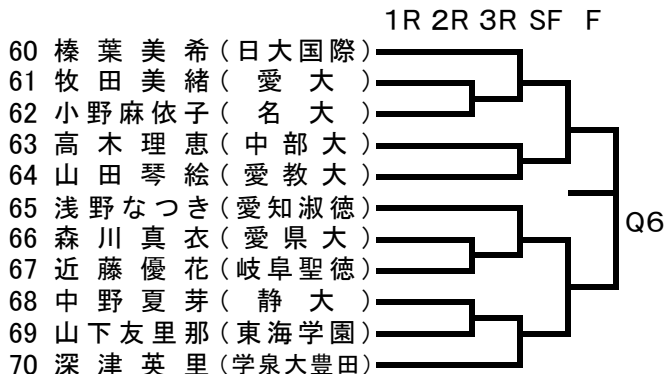 1R 2R 3R SF F
60 榛葉美希(日大国際)
61 牧田美緒(愛大)
62 小野麻依子(名大)
63 高木理恵(中部大)
64 山田琴絵(愛教大)
65 浅野なつき(愛知淑徳)
66 森川真衣(愛県大)
67 近藤優花(岐阜聖徳)
68 中野夏芽(静大)
69 山下友里那(東海学園)
70 深津英里(学泉大豊田)
Q6